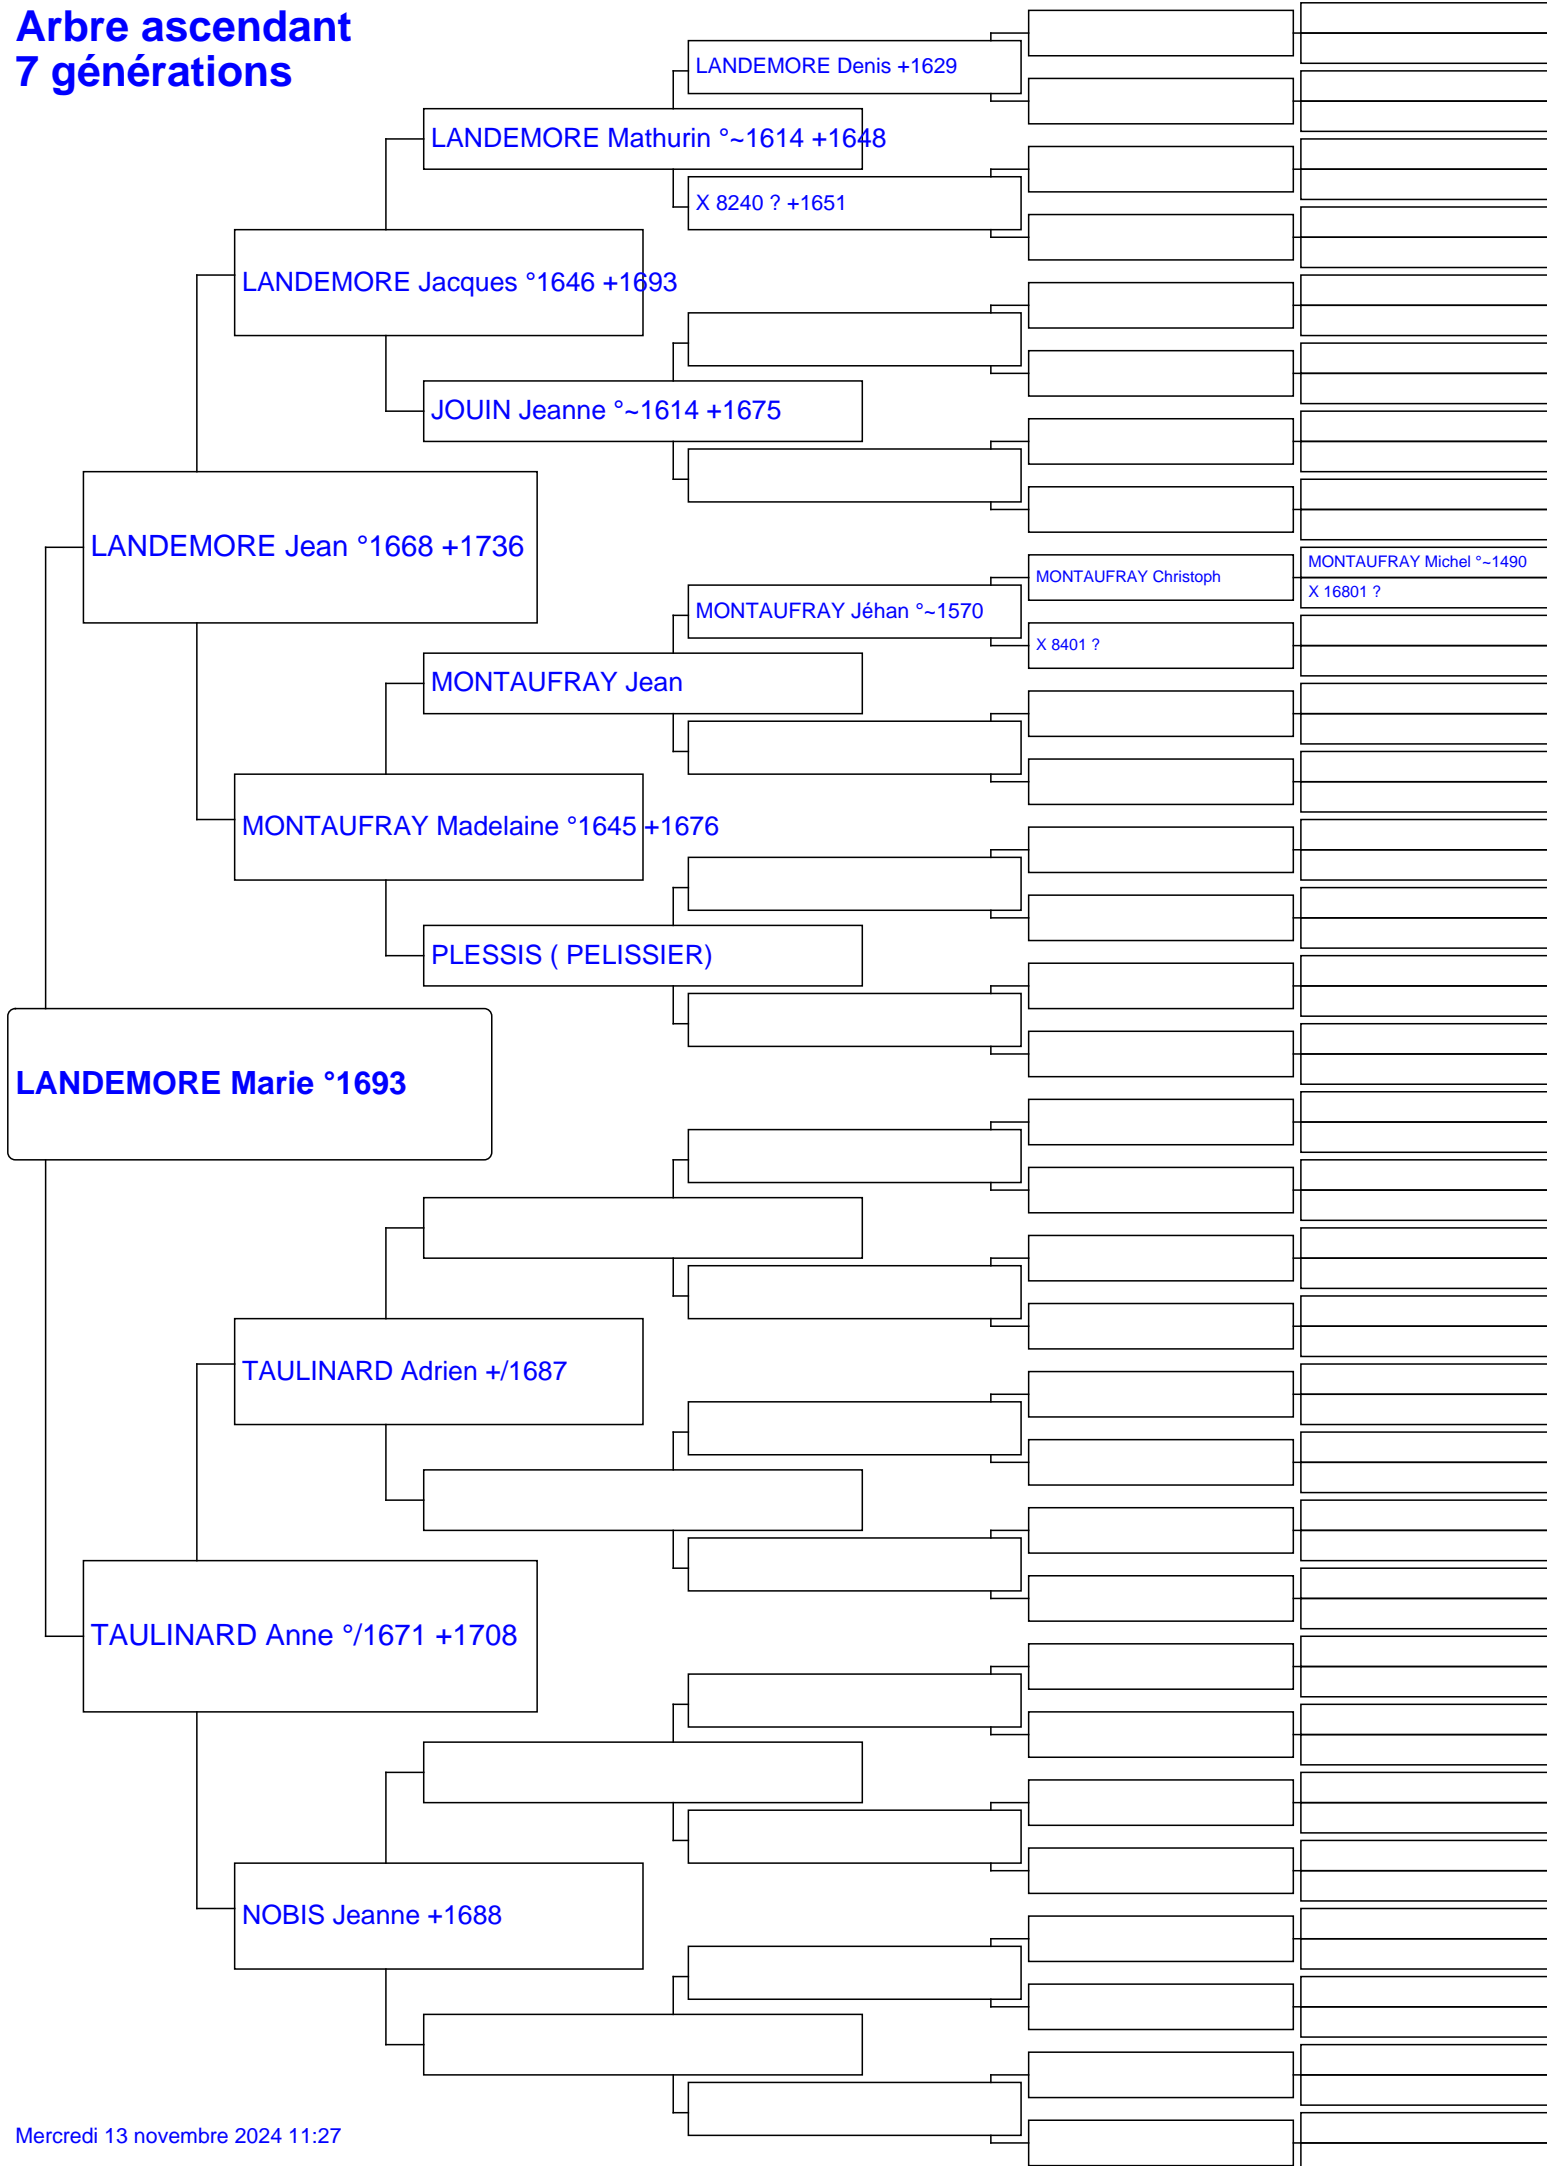 Arbre ascendant
7 générations
LANDEMORE Denis +1629
LANDEMORE Mathurin °~1614 +1648
X 8240 ? +1651
LANDEMORE Jacques °1646 +1693
JOUIN Jeanne °~1614 +1675
LANDEMORE Jean °1668 +1736
MONTAUFRAY Michel °~1490
MONTAUFRAY Christoph
X 16801 ?
MONTAUFRAY Jéhan °~1570
X 8401 ?
MONTAUFRAY Jean
MONTAUFRAY Madelaine °1645 +1676
PLESSIS ( PELISSIER)
LANDEMORE Marie °1693
TAULINARD Adrien +/1687
TAULINARD Anne °/1671 +1708
NOBIS Jeanne +1688
Mercredi 13 novembre 2024 11:27